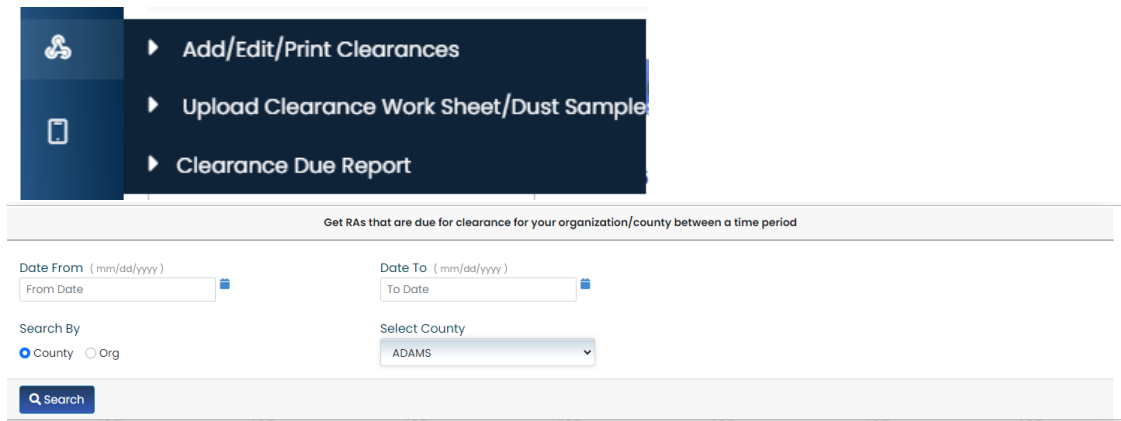 Add/Edit/Print Clearances
Upload Clearance Work Sheet/Dust Sample
Clearance Due Report
Get RAs that are due for clearance for your organization/county between a time period
Date From (mm/dd/yyyy) Date To (mm/dd/yyyy)
From Date To Date
Search By Select County
County Org ADAMS
Search